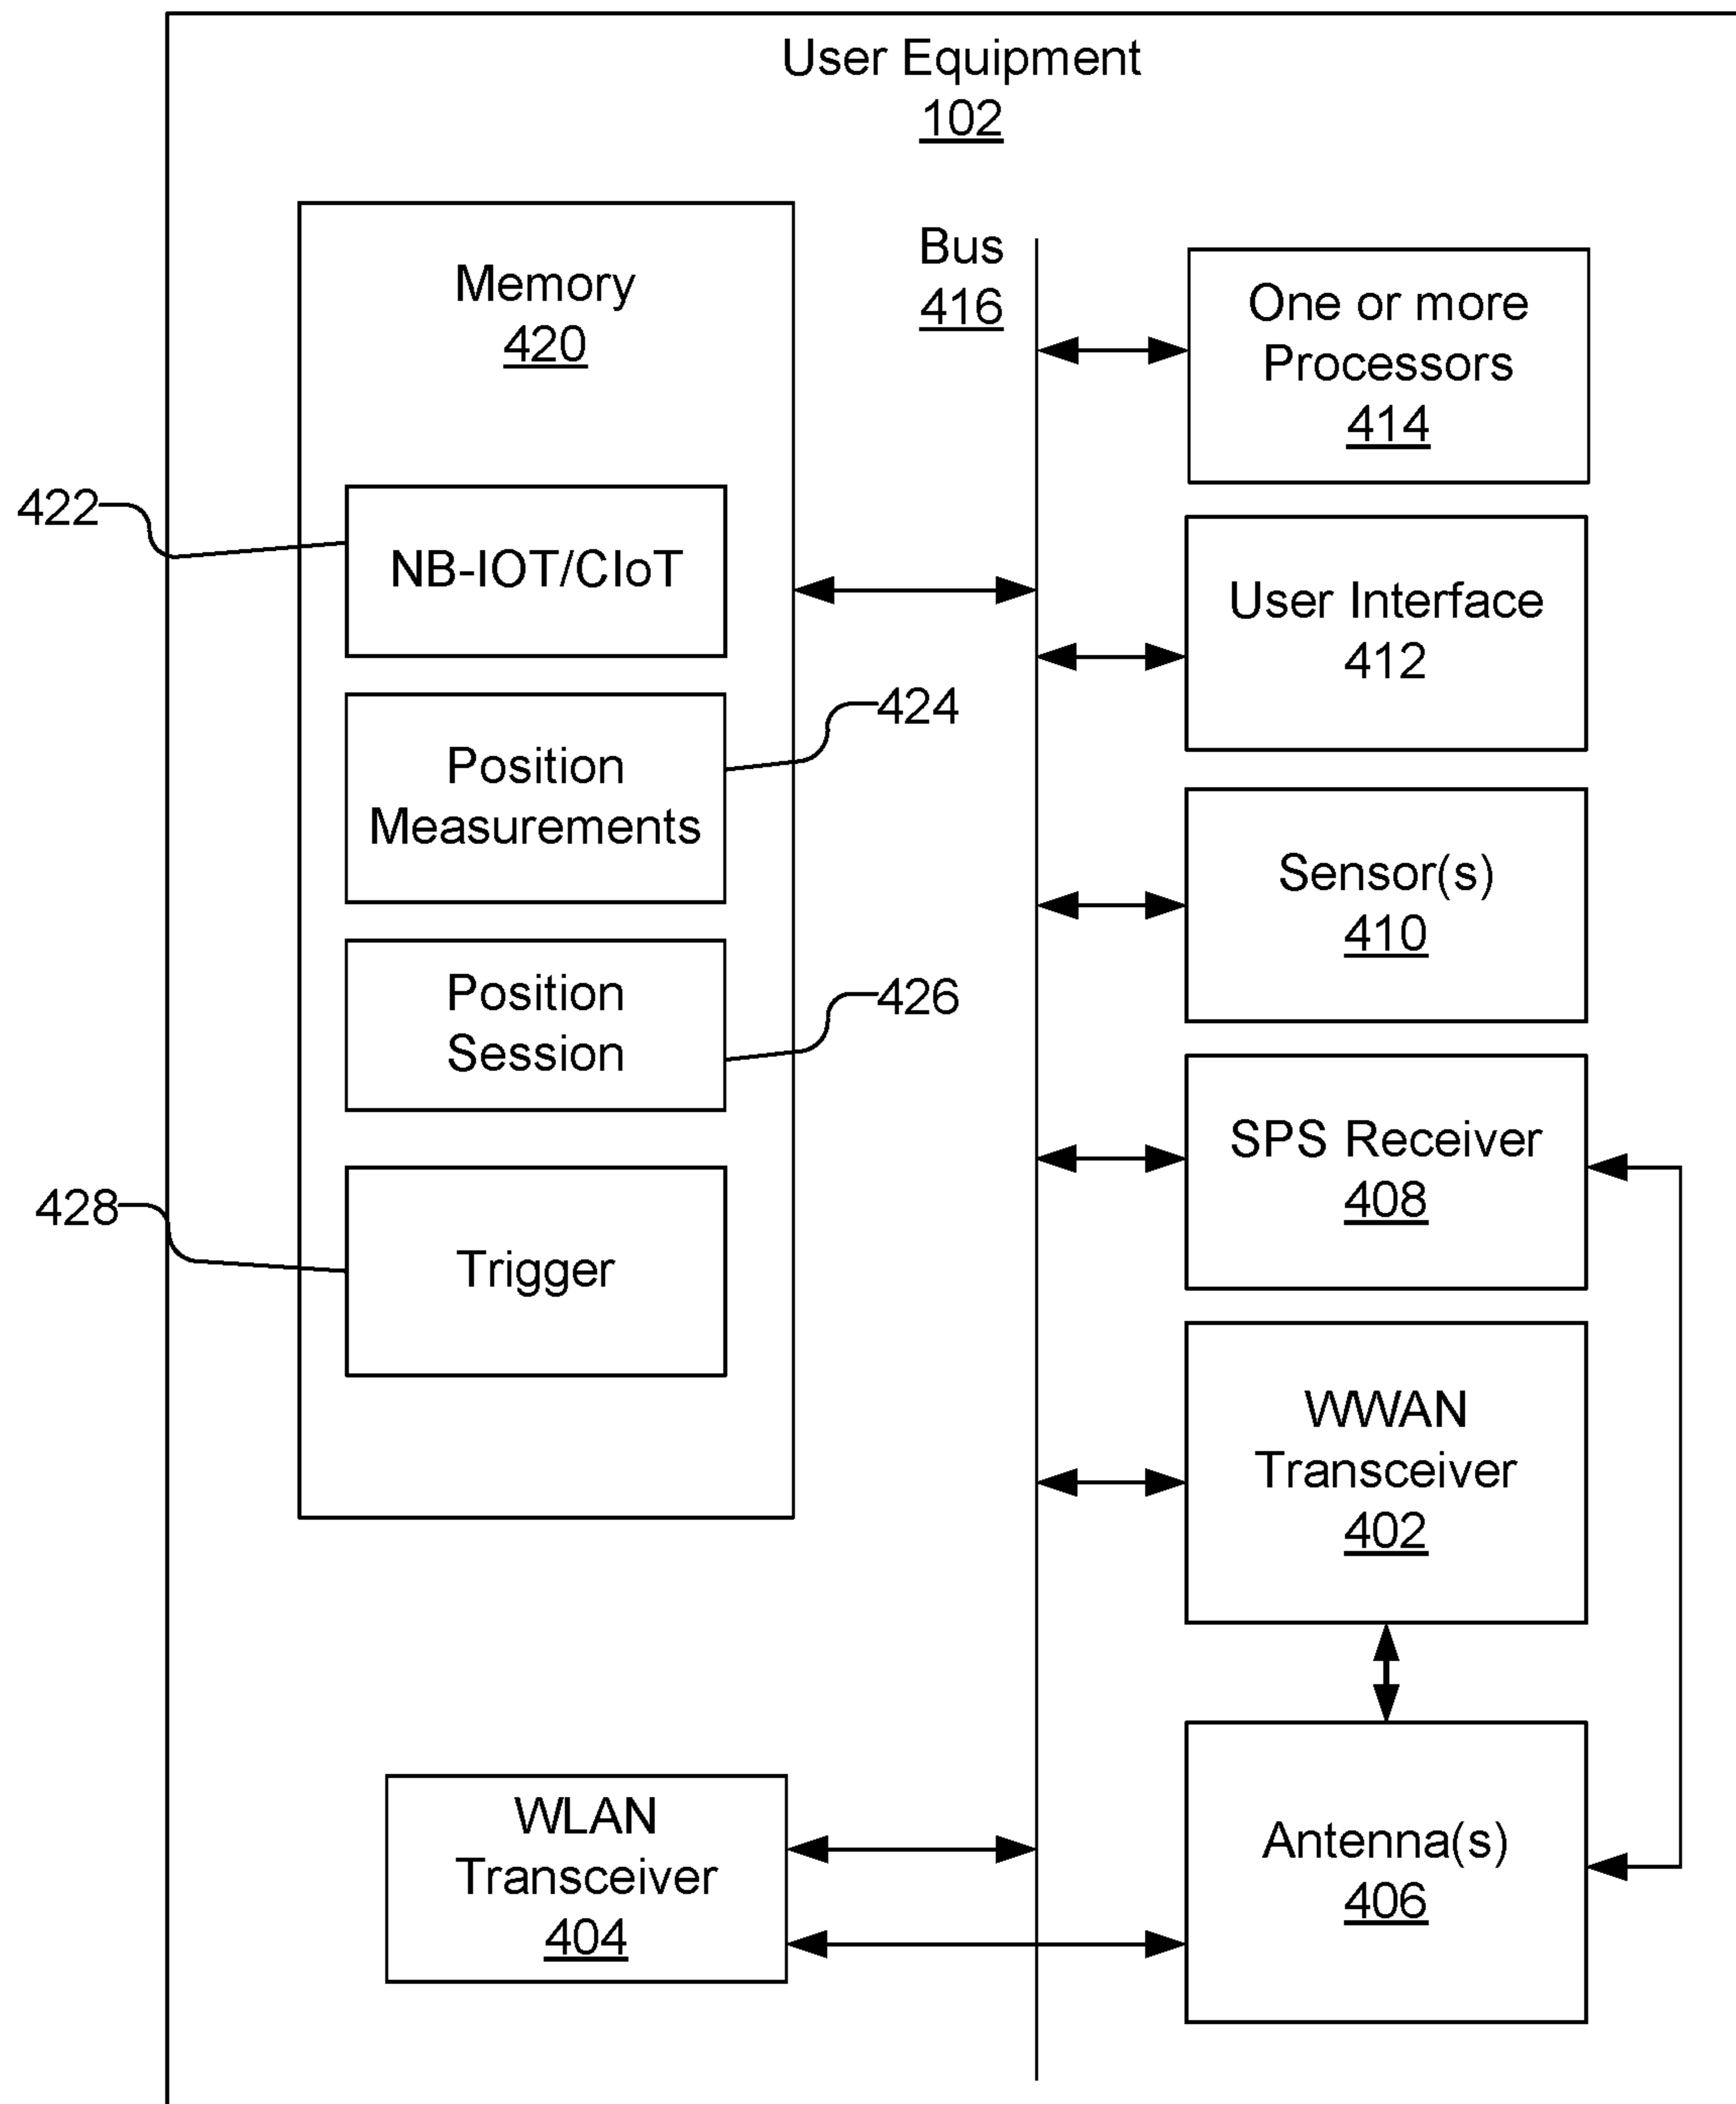 User Equipment
102
Memory
420
422
NB-IOT/CIoT
424
Position
Measurements
426
Position
Session
428
Trigger
Bus
416
One or more
Processors
414
User Interface
412
Sensor(s)
410
SPS Receiver
408
WWAN
Transceiver
402
WLAN
Transceiver
404
Antenna(s)
406